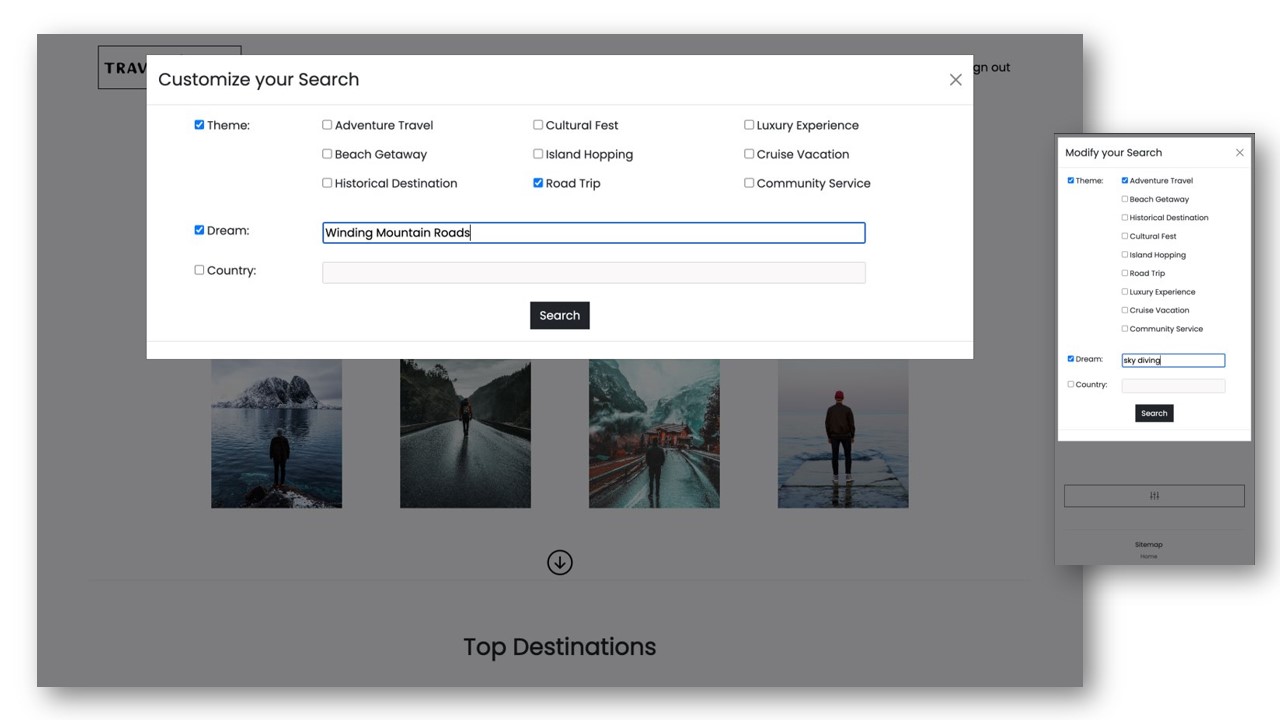 TRAV
gn out
Customize your Search
Theme:
Adventure Travel
Cultural Fest
Luxury Experience
Beach Getaway
Island Hopping
Cruise Vacation
Historical Destination
Road Trip
Community Service
Dream:
Winding Mountain Roads
Country:
Search
Top Destinations
Modify your Search
Theme:
Adventure Travel
Beach Getaway
Historical Destination
Cultural Fest
Island Hopping
Road Trip
Luxury Experience
Cruise Vacation
Community Service
Dream:
sky diving
Country:
Search
Sitemap
Home